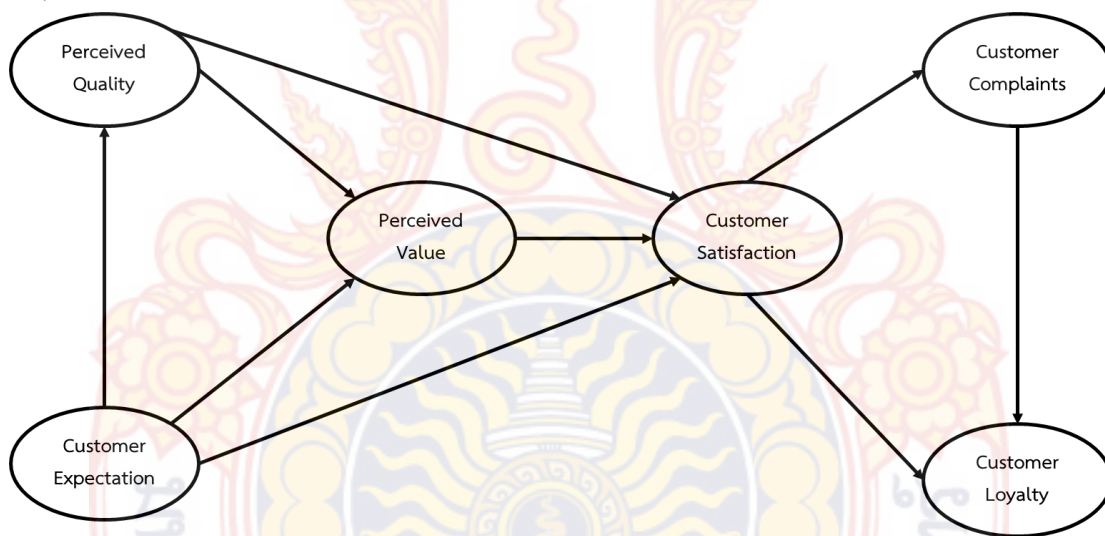 Perceived
Quality
Customer
Complaints
Perceived
Value
Customer
Satisfaction
Customer
Expectation
Customer
Loyalty